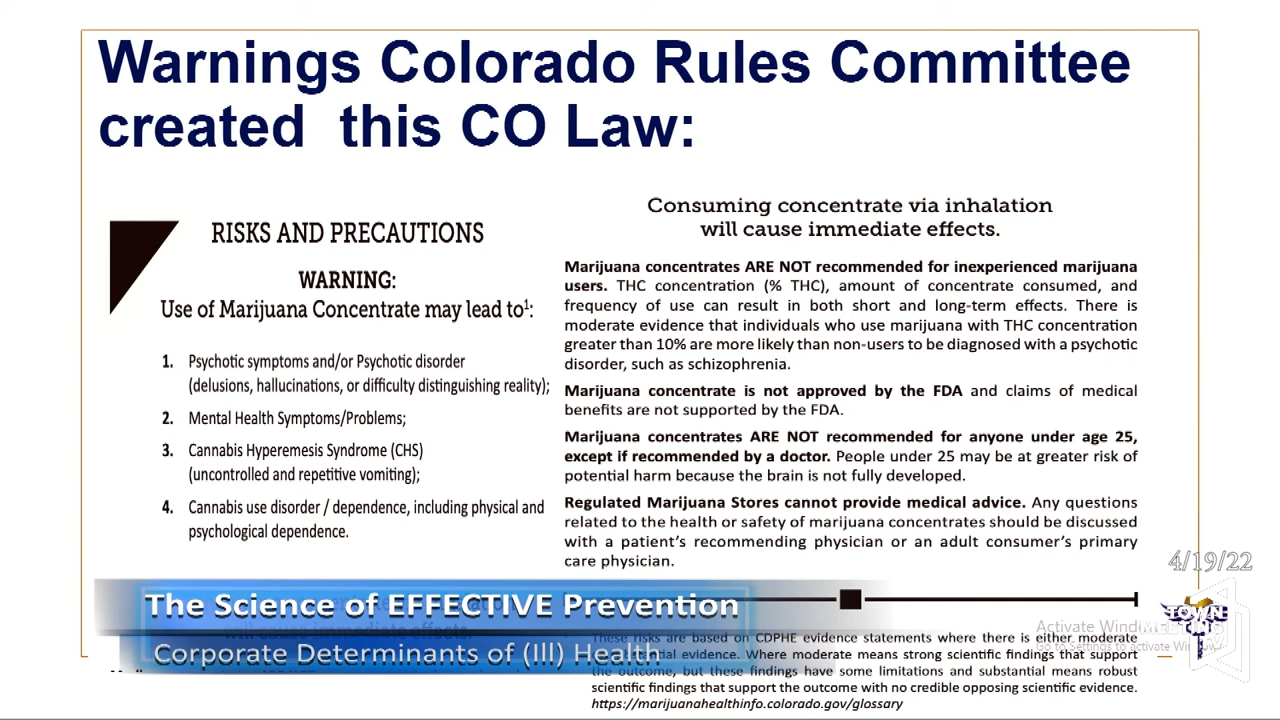 Warnings Colorado Rules Committee
created this CO Law:
RISKS AND PRECAUTIONS
WARNING:
Use of Marijuana Concentrate may lead to¹:
1. Psychotic symptoms and/or Psychotic disorder
(delusions, hallucinations, or difficulty distinguishing reality);
2. Mental Health Symptoms/Problems;
3. Cannabis Hyperemesis Syndrome (CHS)
(uncontrolled and repetitive vomiting);
4. Cannabis use disorder / dependence, including physical and
psychological dependence.
Consuming concentrate via inhalation
will cause immediate effects.
Marijuana concentrates ARE NOT recommended for inexperienced marijuana
users. THC concentration (% THC), amount of concentrate consumed, and
frequency of use can result in both short and long-term effects. There is
moderate evidence that individuals who use marijuana with THC concentration
greater than 10% are more likely than non-users to be diagnosed with a psychotic
disorder, such as schizophrenia.
Marijuana concentrate is not approved by the FDA and claims of medical
benefits are not supported by the FDA.
Marijuana concentrates ARE NOT recommended for anyone under age 25,
except if recommended by a doctor. People under 25 may be at greater risk of
potential harm because the brain is not fully developed.
Regulated Marijuana Stores cannot provide medical advice. Any questions
related to the health or safety of marijuana concentrates should be discussed
with a patient's recommending physician or an adult consumer's primary
care physician.
4/19/22
The Science of EFFECTIVE Prevention
Corporate Determinants of (Ill) Health
will cause immediate effects.
TOWN
MEETING
Activate Wind
Go to Settings to activate Window
These risks are based on CDPHE evidence statements where there is either moderate
evidence. Where moderate means strong scientific findings that support
the outcome, but these findings have some limitations and substantial means robust
scientific findings that support the outcome with no credible opposing scientific evidence.
https://marijuanahealthinfo.colorado.gov/glossary